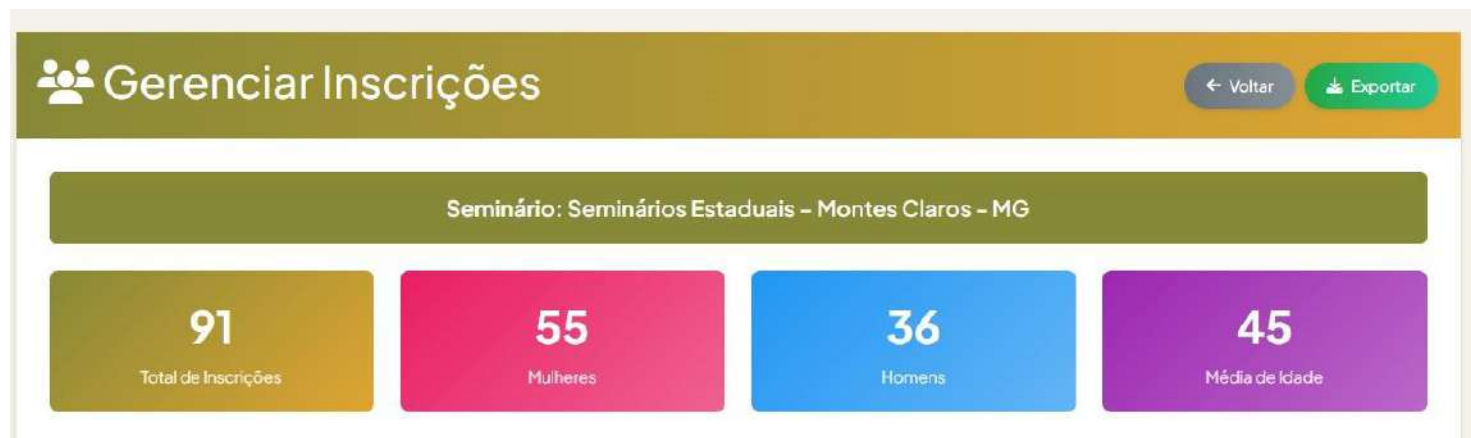 Gerenciar Inscrições
Voltar
Exportar
Seminário: Seminários Estaduais – Montes Claros – MG
91
Total de Inscrições
55
Mulheres
36
Homens
45
Média de Idade